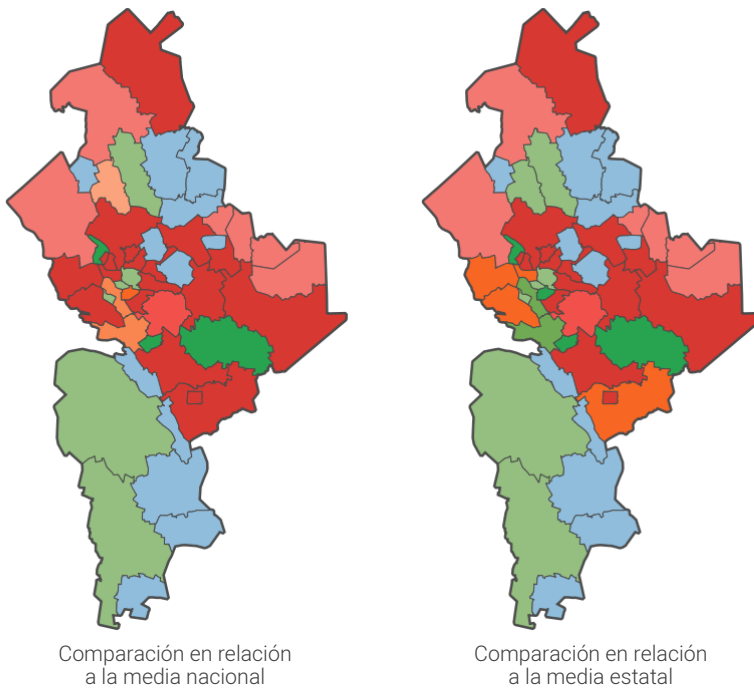 Comparación en relación
a la media nacional
Comparación en relación
a la media estatal